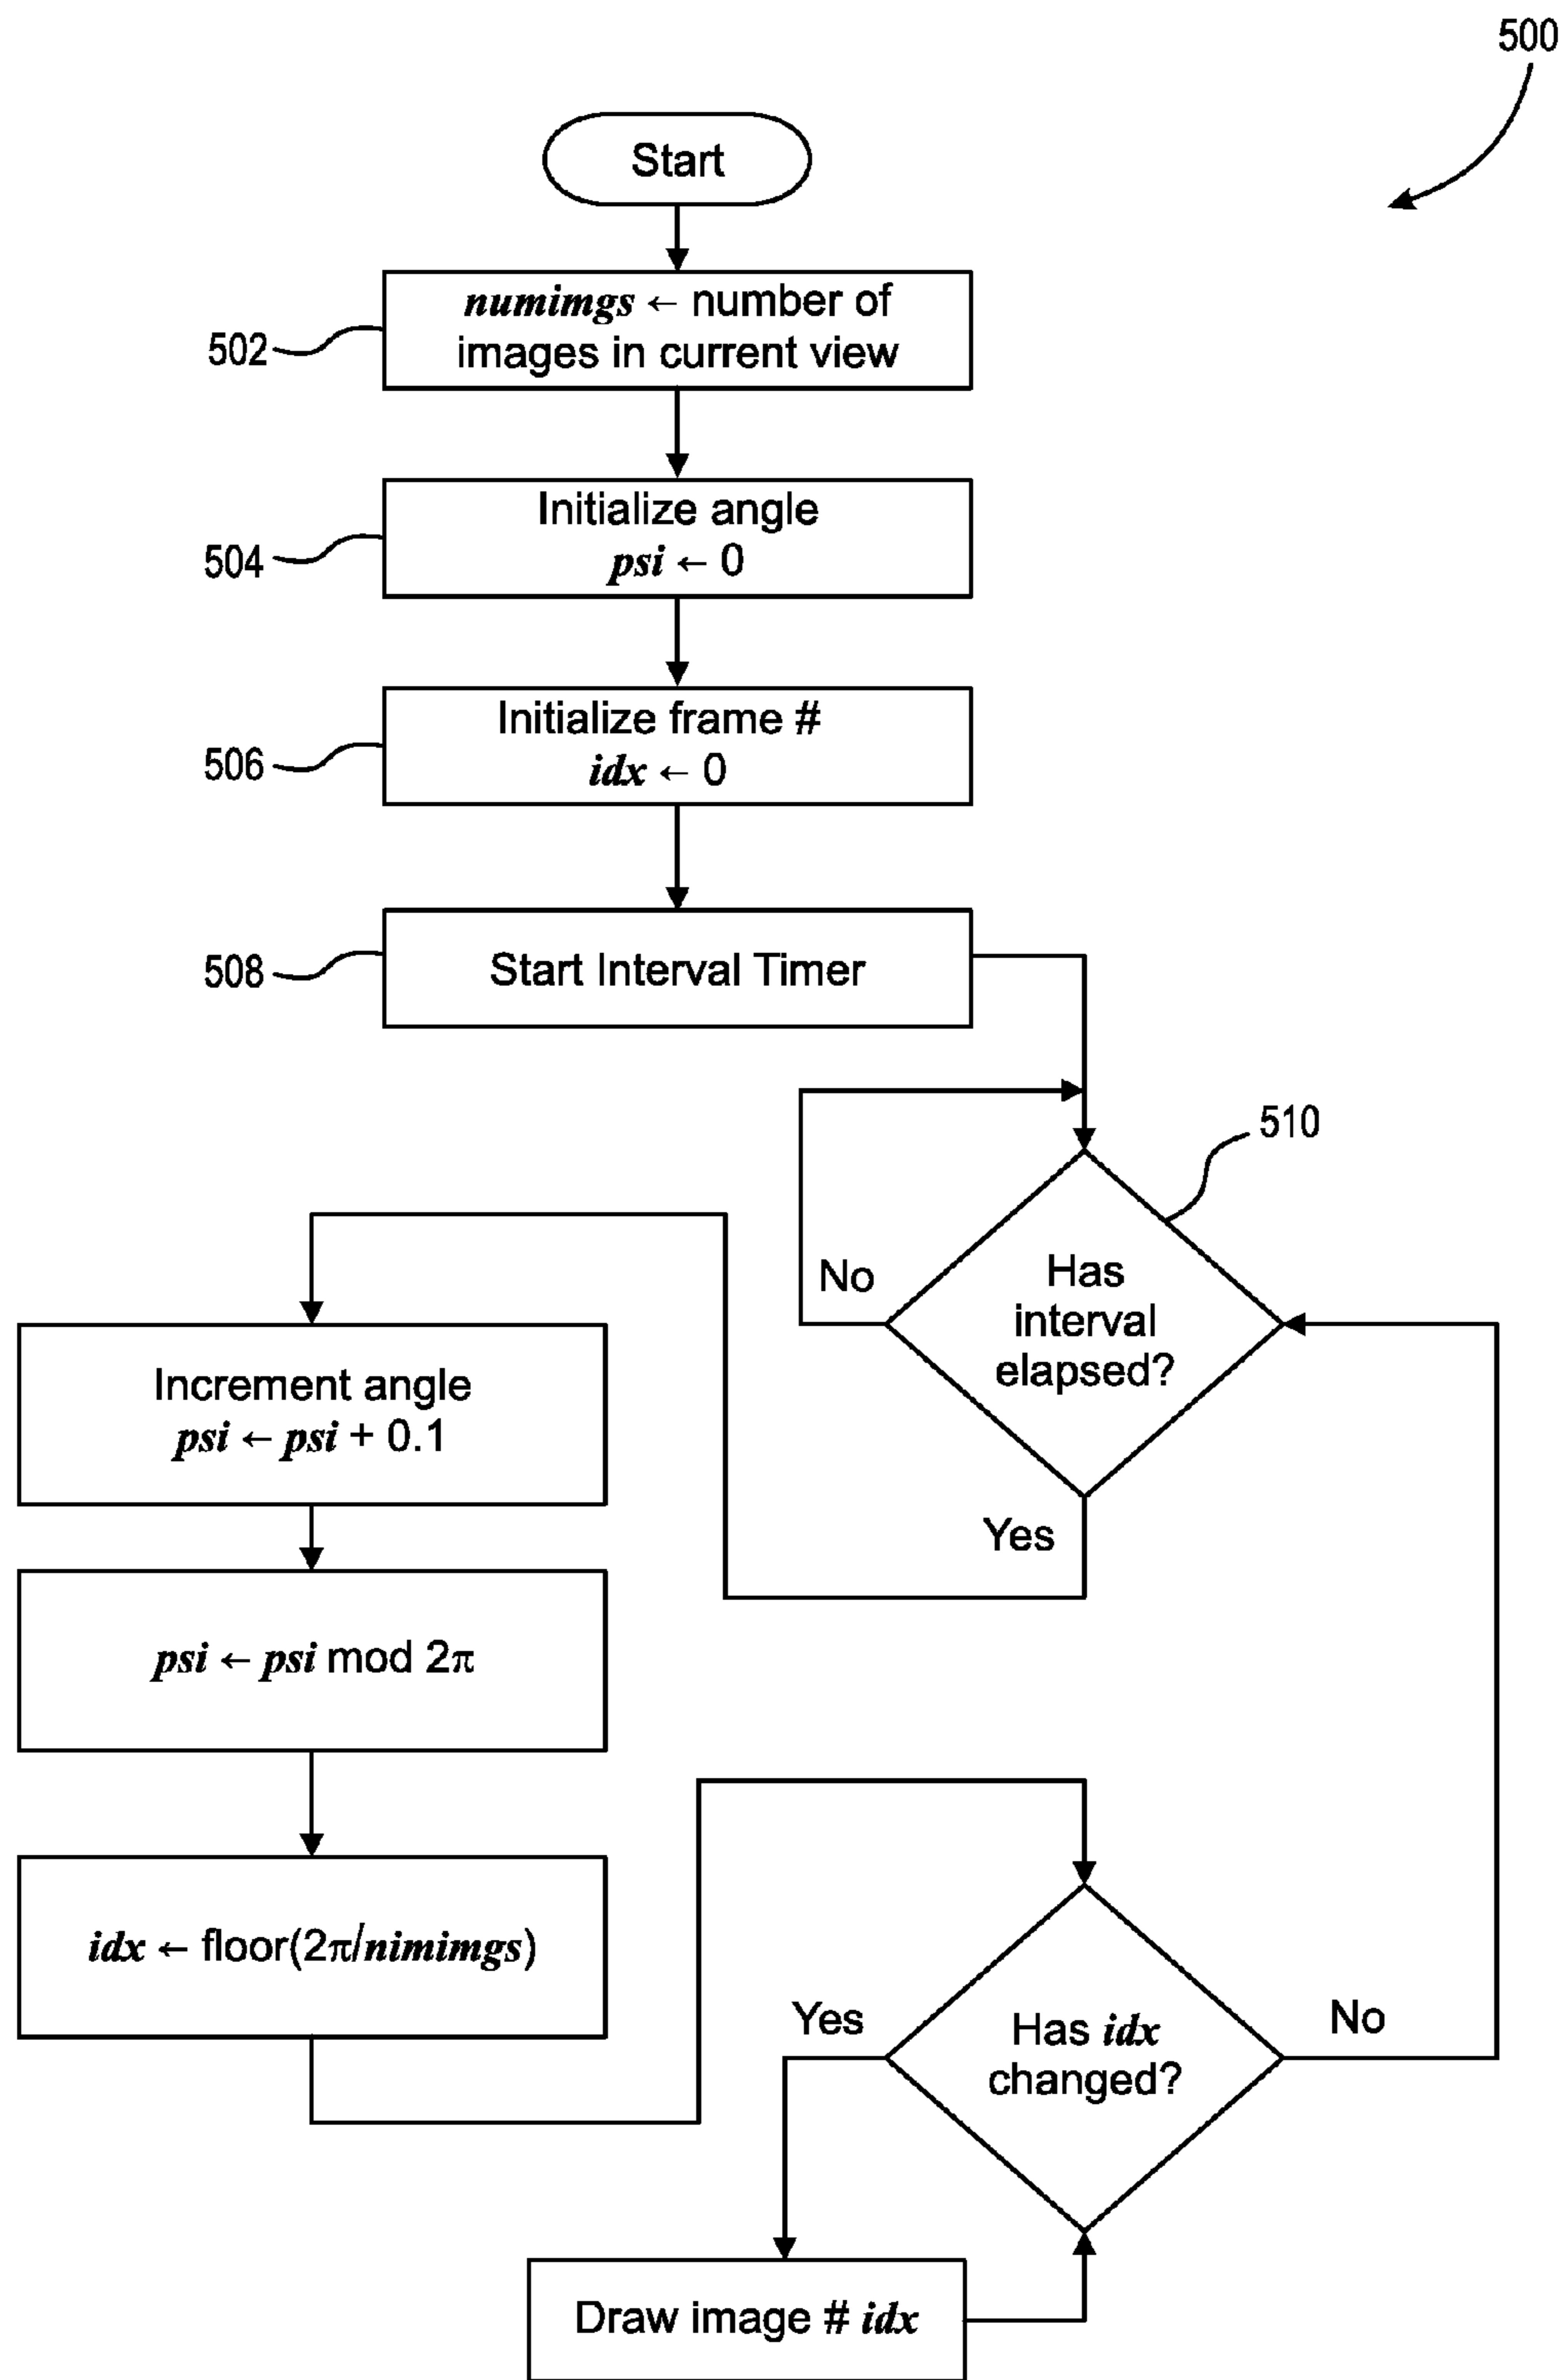 500
Start
numimgs ← number of
images in current view
502
Initialize angle
psi ← 0
504
Initialize frame #
idx ← 0
506
Start Interval Timer
508
510
Has
interval
elapsed?
No
Yes
Increment angle
psi ← psi + 0.1
psi ← psi mod 2π
idx ← floor(2π/nimimgs)
Has idx
changed?
Yes
No
Draw image # idx